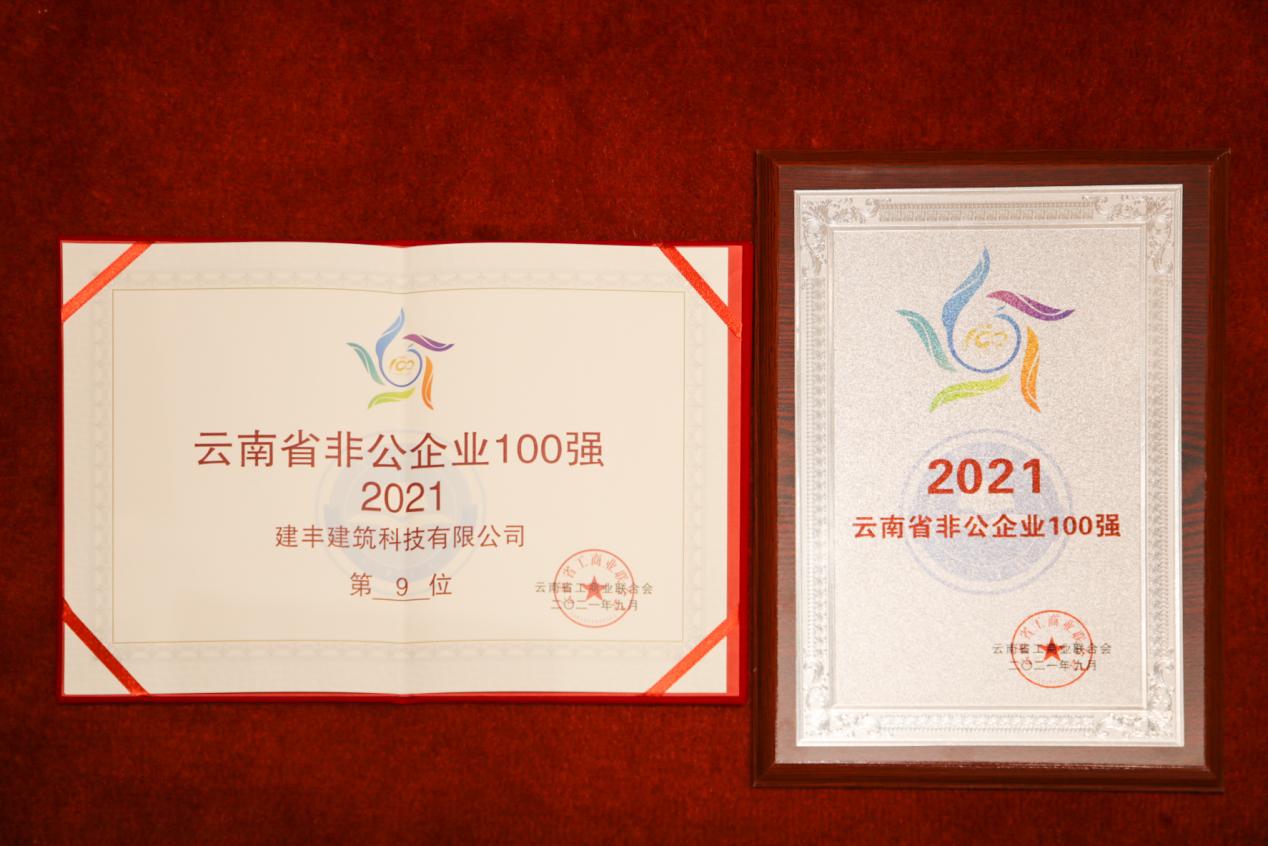 100
云南省非公企业100强
2021
建丰建筑科技有限公司
第 9 位
云南省工商业联合会
二〇二一年九月
100
2021
云南省非公企业100强
云南省工商业联合会
二〇二一年九月